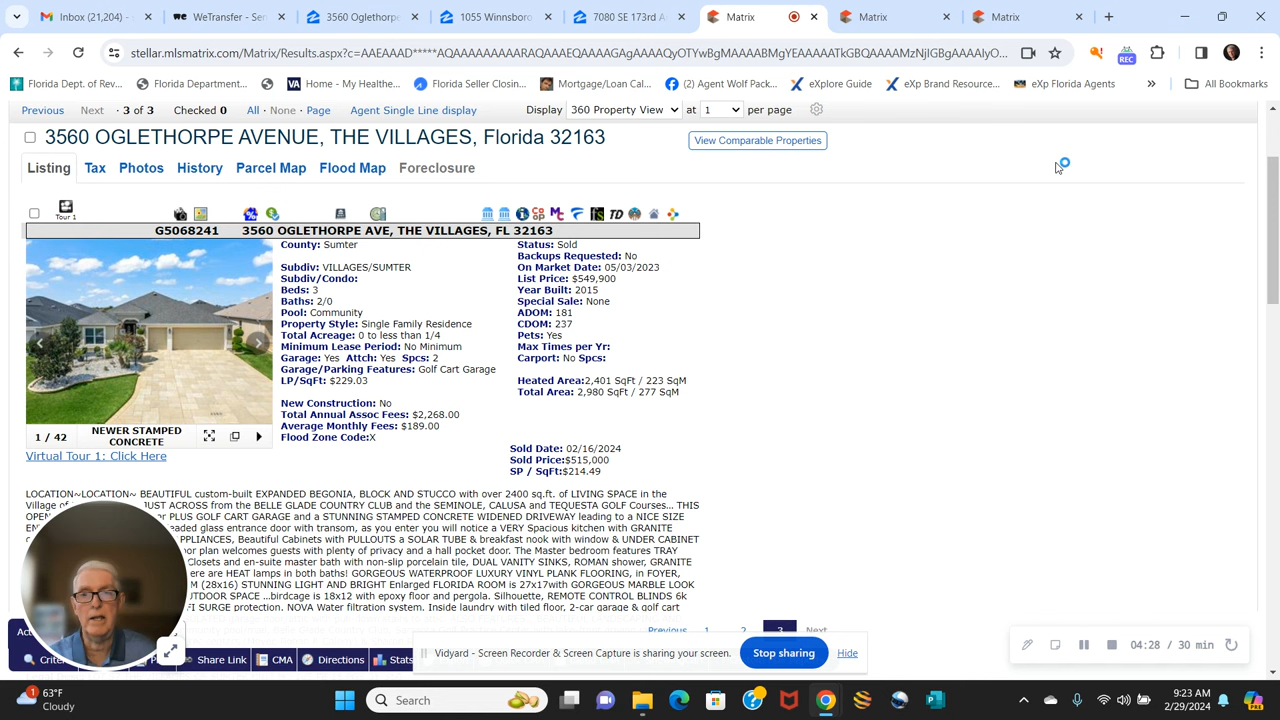 Inbox (21,204) - S
WeTransfer - Sen
3560 Oglethorpe
1055 Winnsboro
7080 SE 173rd A
Matrix
Matrix
Matrix
stellar.mlsmatrix.com/Matrix/Results.aspx?c=AAEAAAD*****AQAAAAAAAAARAQAAAEQAAAAGAgAAAAQyOTYwBgMAAAABMgYEAAAAATkGBQAAAAMzNjIGBgAAAAIyO...
REC
Florida Dept. of Rev...
Florida Department...
Home - My Healthe...
Florida Seller Closin...
Mortgage/Loan Cal...
Agent Wolf Pack...
eXplore Guide
eXp Brand Resource...
eXp Florida Agents
All Bookmarks
Previous Next · 3 of 3 Checked 0 All · None · Page Agent Single Line display Display 360 Property View at 1 per page
3560 OGLETHORPE AVENUE, THE VILLAGES, Florida 32163
View Comparable Properties
Listing Tax Photos History Parcel Map Flood Map Foreclosure
Tour 1
G5068241 3560 OGLETHORPE AVE, THE VILLAGES, FL 32163
County: Sumter
Subdiv: VILLAGES/SUMTER
Subdiv/Condo:
Beds: 3
Baths: 2/0
Pool: Community
Property Style: Single Family Residence
Total Acreage: 0 to less than 1/4
Minimum Lease Period: No Minimum
Garage: Yes Attch: Yes Spcs: 2
Garage/Parking Features: Golf Cart Garage
LP/SqFt: $229.03
New Construction: No
Total Annual Assoc Fees: $2,268.00
Average Monthly Fees: $189.00
Flood Zone Code:X
Status: Sold
Backups Requested: No
On Market Date: 05/03/2023
List Price: $549,900
Year Built: 2015
Special Sale: None
ADOM: 181
CDOM: 237
Pets: Yes
Max Times per Yr:
Carport: No Spcs:
Heated Area:2,401 SqFt / 223 SqM
Total Area: 2,980 SqFt / 277 SqM
Sold Date: 02/16/2024
Sold Price:$515,000
SP / SqFt:$214.49
1 / 42
NEWER STAMPED
CONCRETE
Virtual Tour 1: Click Here
LOCATION~LOCATION~ BEAUTIFUL custom-built EXPANDED BEGONIA, BLOCK AND STUCCO with over 2400 sq.ft. of LIVING SPACE in the
Village of JUST ACROSS from the BELLE GLADE COUNTRY CLUB and the SEMINOLE, CALUSA and TEQUESTA GOLF Courses... THIS
OPEN PLUS GOLF CART GARAGE and a STUNNING STAMPED CONCRETE WIDENED DRIVEWAY leading to a NICE SIZE
leaded glass entrance door with transom, as you enter you will notice a VERY Spacious kitchen with GRANITE
Beautiful Cabinets with PULLOUTS a SOLAR TUBE & breakfast nook with window & UNDER CABINET
plan welcomes guests with plenty of privacy and a hall pocket door. The Master bedroom features TRAY
Closets and en-suite master bath with non-slip porcelain tile, DUAL VANITY SINKS, ROMAN shower, GRANITE
are HEAT lamps in both baths! GORGEOUS WATERPROOF LUXURY VINYL PLANK FLOORING, in FOYER,
(28x16) STUNNING LIGHT AND BRIGHT Enlarged FLORIDA ROOM is 27x17with GORGEOUS MARBLE LOOK
SPACE ...birdcage is 18x12 with epoxy floor and pergola. Silhouette, REMOTE CONTROL BLINDS 6k
SURGE protection. NOVA Water filtration system. Inside laundry with tiled floor, 2-car garage & golf cart
Previous 1 2 3 Next
Share Link
CMA
Directions
Stats
Vidyard - Screen Recorder & Screen Capture is sharing your screen.
Stop sharing
Hide
04:28 / 30 min
1
63°F
Cloudy
Search
9:23 AM
2/29/2024